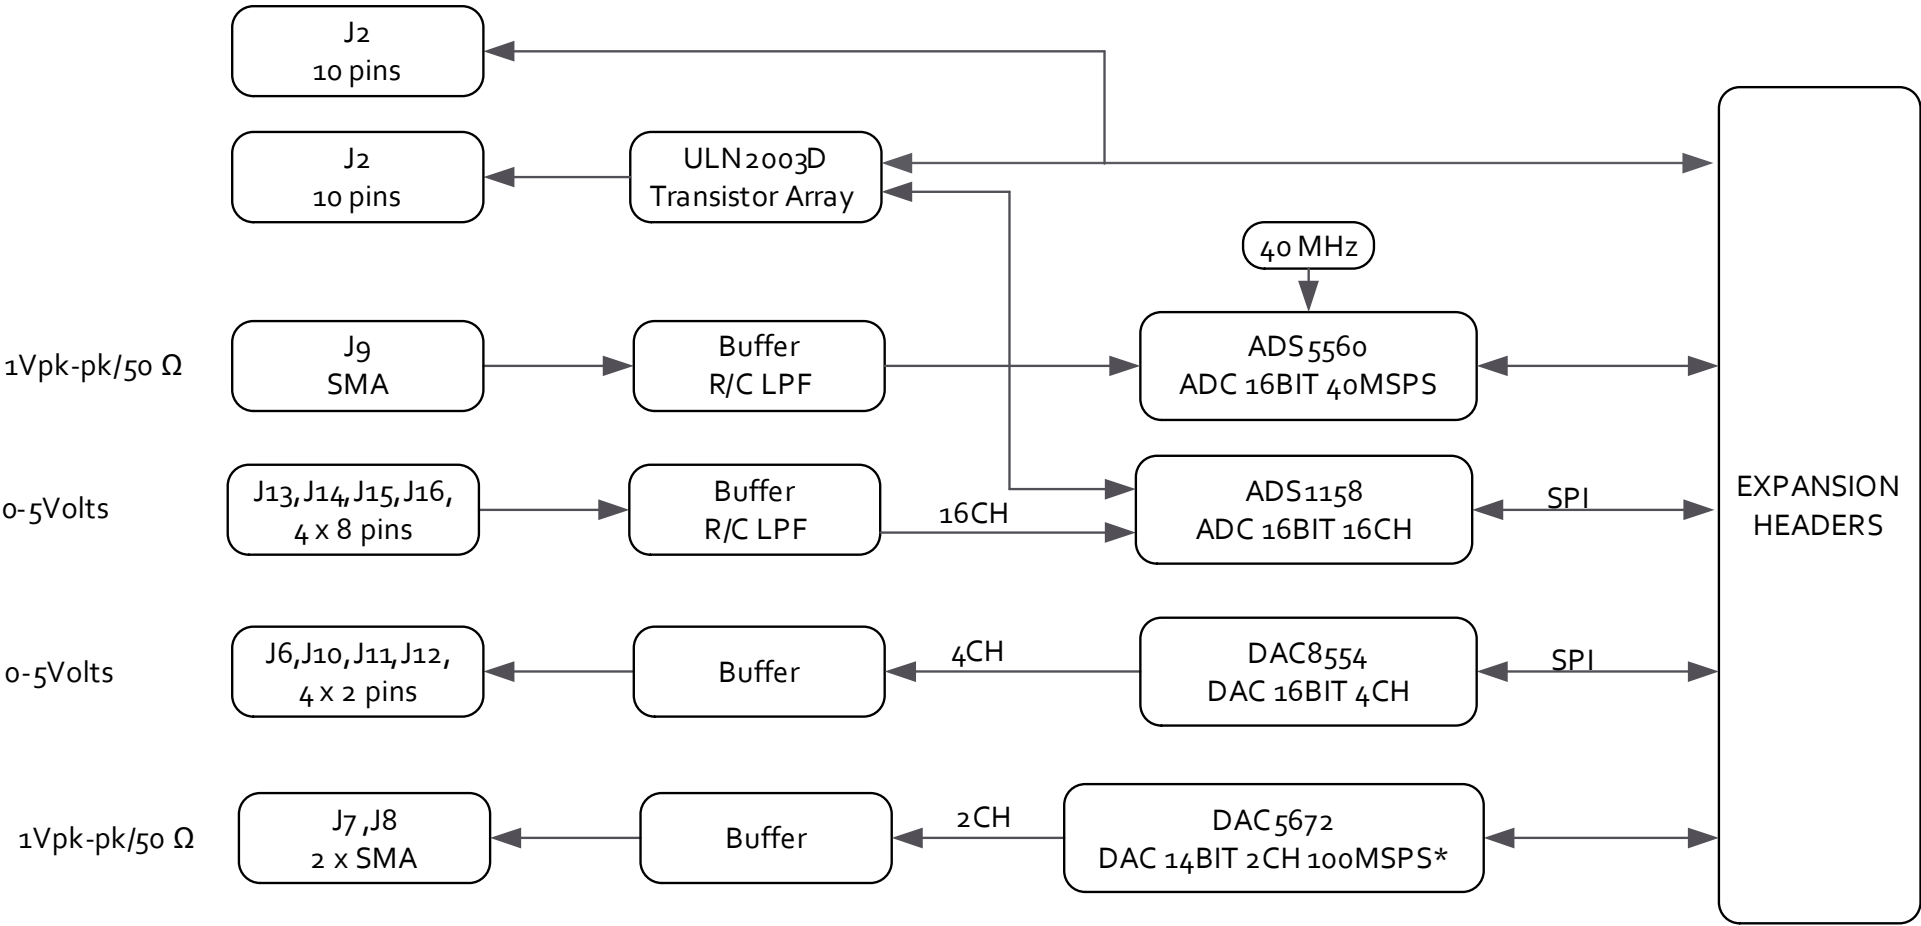 J2
10 pins
J2
10 pins
ULN2003D
Transistor Array
40 MHz
1Vpk-pk/50 Ω
J9
SMA
Buffer
R/C LPF
ADS5560
ADC 16BIT 40MSPS
0-5Volts
J13,J14,J15,J16,
4 x 8 pins
Buffer
R/C LPF
16CH
ADS1158
ADC 16BIT 16CH
SPI
EXPANSION
HEADERS
0-5Volts
J6,J10,J11,J12,
4 x 2 pins
Buffer
4CH
DAC8554
DAC 16BIT 4CH
SPI
1Vpk-pk/50 Ω
J7,J8
2 x SMA
Buffer
2CH
DAC5672
DAC 14BIT 2CH 100MSPS*